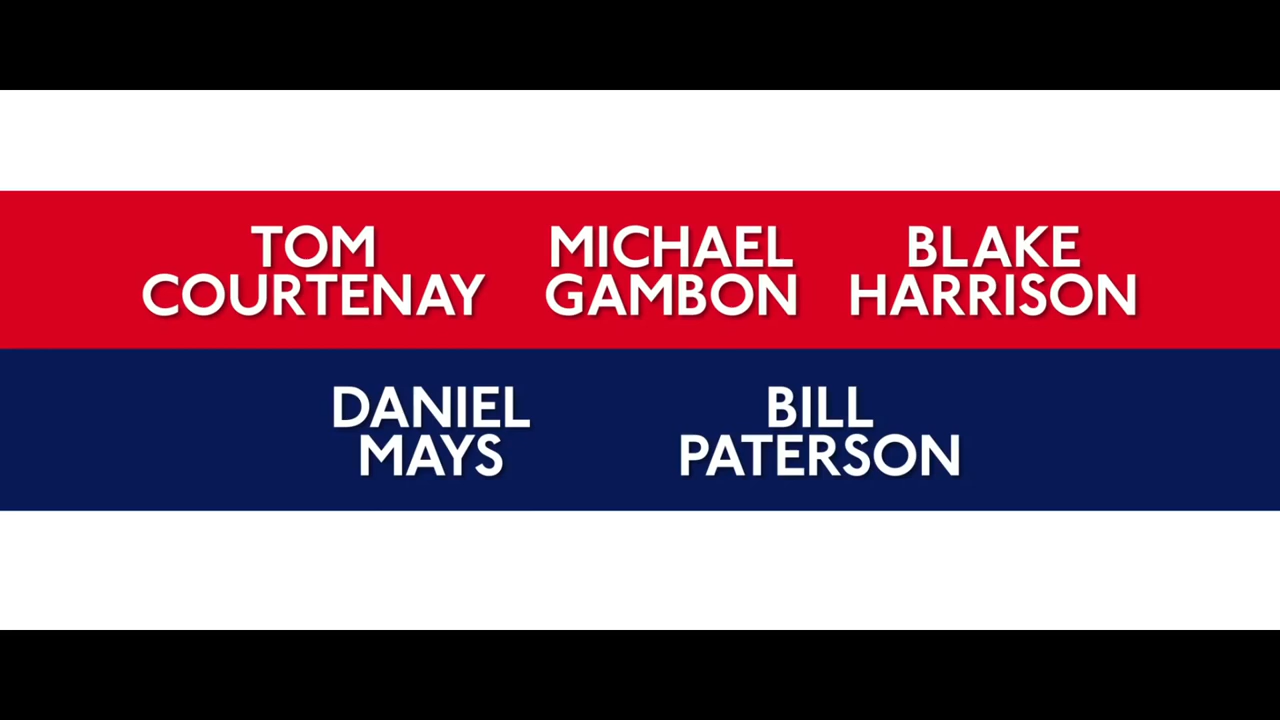 TOM
COURTENAY
MICHAEL
GAMBON
BLAKE
HARRISON
DANIEL
MAYS
BILL
PATERSON